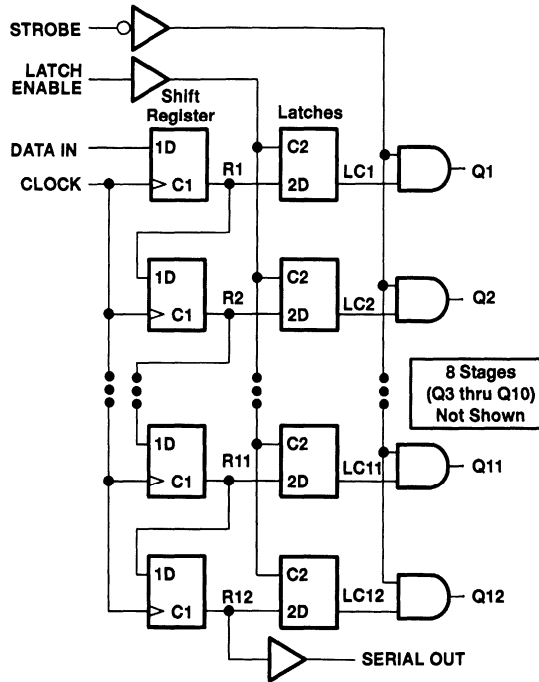 STROBE
LATCH
ENABLE
Shift
Register
Latches
DATA IN
CLOCK
1D
C1
R1
C2
2D
LC1
Q1
1D
C1
R2
C2
2D
LC2
Q2
8 Stages
(Q3 thru Q10)
Not Shown
1D
C1
R11
C2
2D
LC11
Q11
1D
C1
R12
C2
2D
LC12
Q12
SERIAL OUT